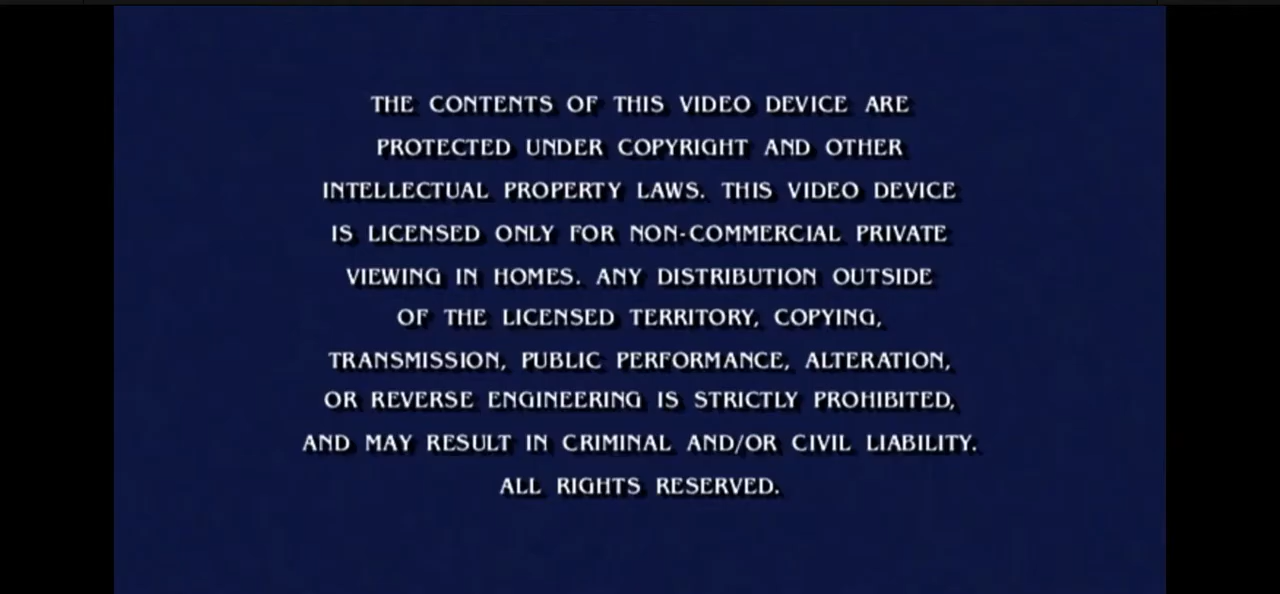 THE CONTENTS OF THIS VIDEO DEVICE ARE
PROTECTED UNDER COPYRIGHT AND OTHER
INTELLECTUAL PROPERTY LAWS. THIS VIDEO DEVICE
IS LICENSED ONLY FOR NON-COMMERCIAL PRIVATE
VIEWING IN HOMES. ANY DISTRIBUTION OUTSIDE
OF THE LICENSED TERRITORY, COPYING,
TRANSMISSION, PUBLIC PERFORMANCE, ALTERATION,
OR REVERSE ENGINEERING IS STRICTLY PROHIBITED,
AND MAY RESULT IN CRIMINAL AND/OR CIVIL LIABILITY.
ALL RIGHTS RESERVED.